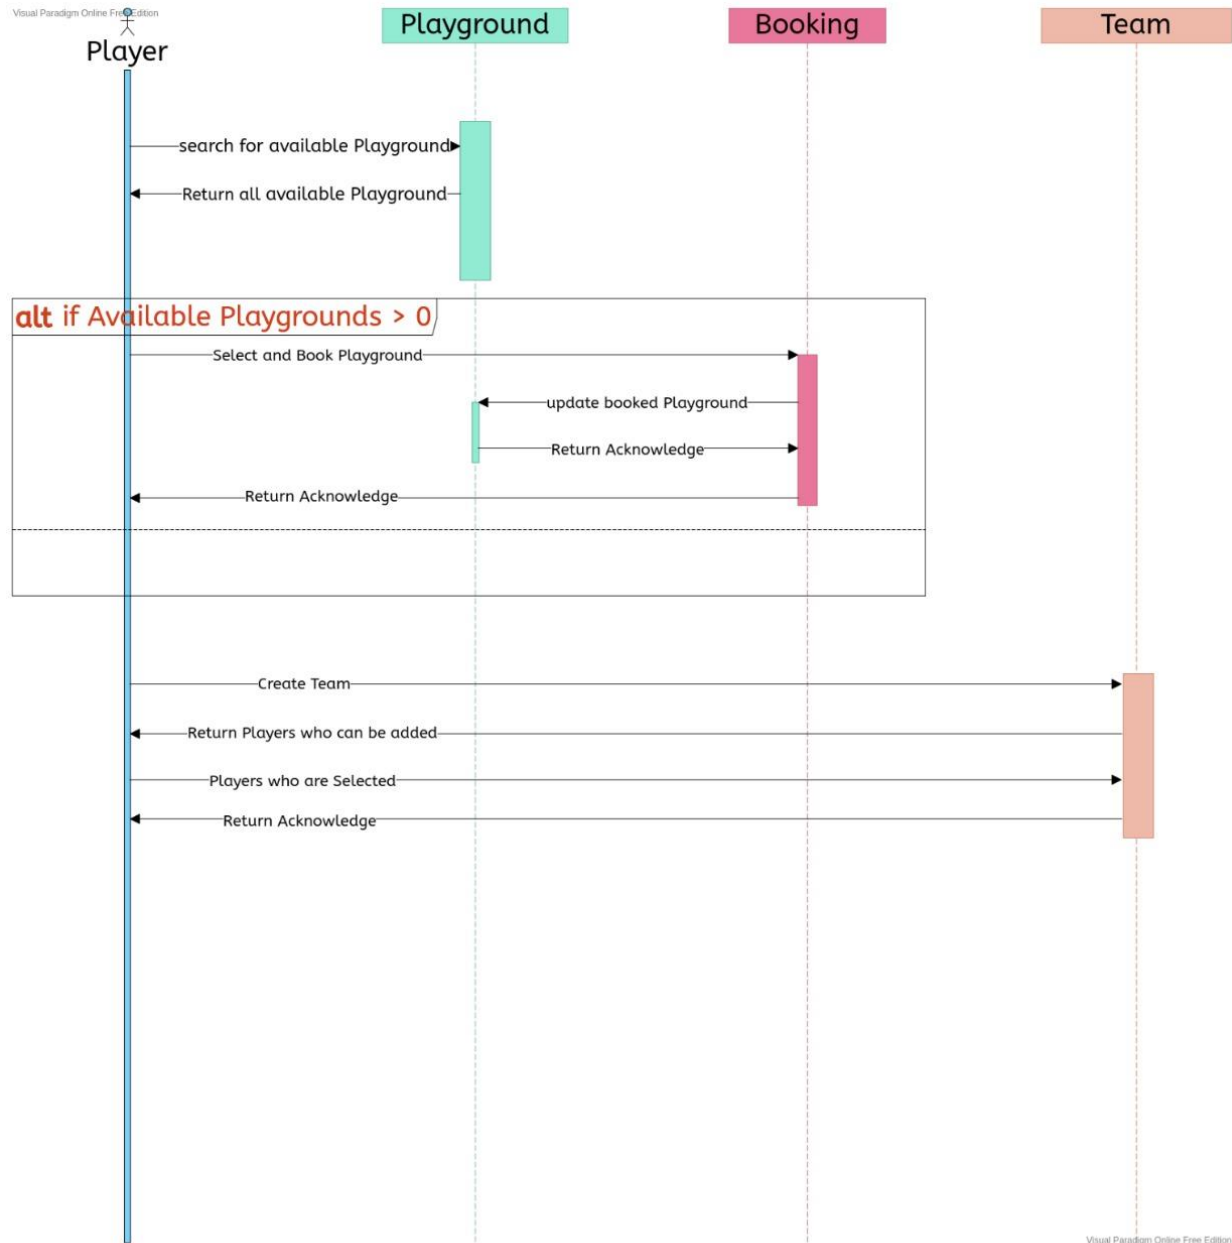 Visual Paradigm Online Free Edition
Player
Playground
Booking
Team
search for available Playground
Return all available Playground
alt if Available Playgrounds > 0
Select and Book Playground
update booked Playground
Return Acknowledge
Return Acknowledge
Create Team
Return Players who can be added
Players who are Selected
Return Acknowledge
Visual Paradigm Online Free Edition